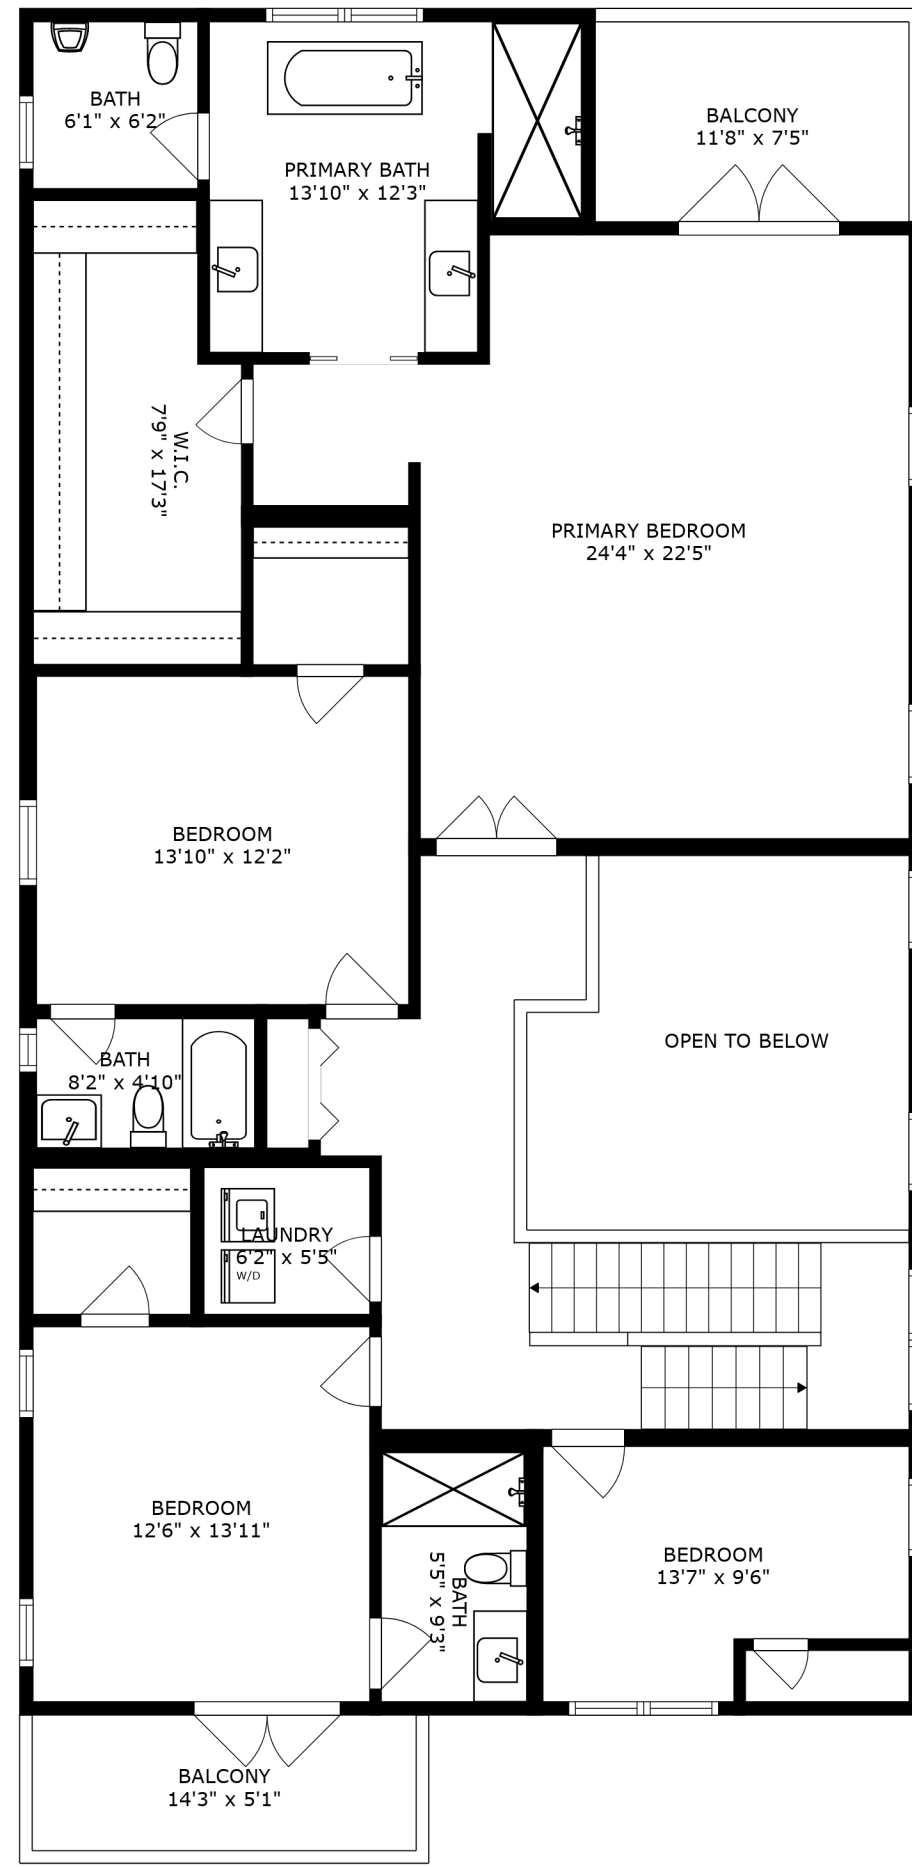 BATH
6'1" x 6'2"
BALCONY
11'8" x 7'5"
PRIMARY BATH
13'10" x 12'3"
W.I.C.
7'9" x 17'3"
PRIMARY BEDROOM
24'4" x 22'5"
BEDROOM
13'10" x 12'2"
OPEN TO BELOW
BATH
8'2" x 4'10"
LAUNDRY
6'2" x 5'5"
W/D
BEDROOM
12'6" x 13'11"
BATH
5'5" x 9'3"
BEDROOM
13'7" x 9'6"
BALCONY
14'3" x 5'1"